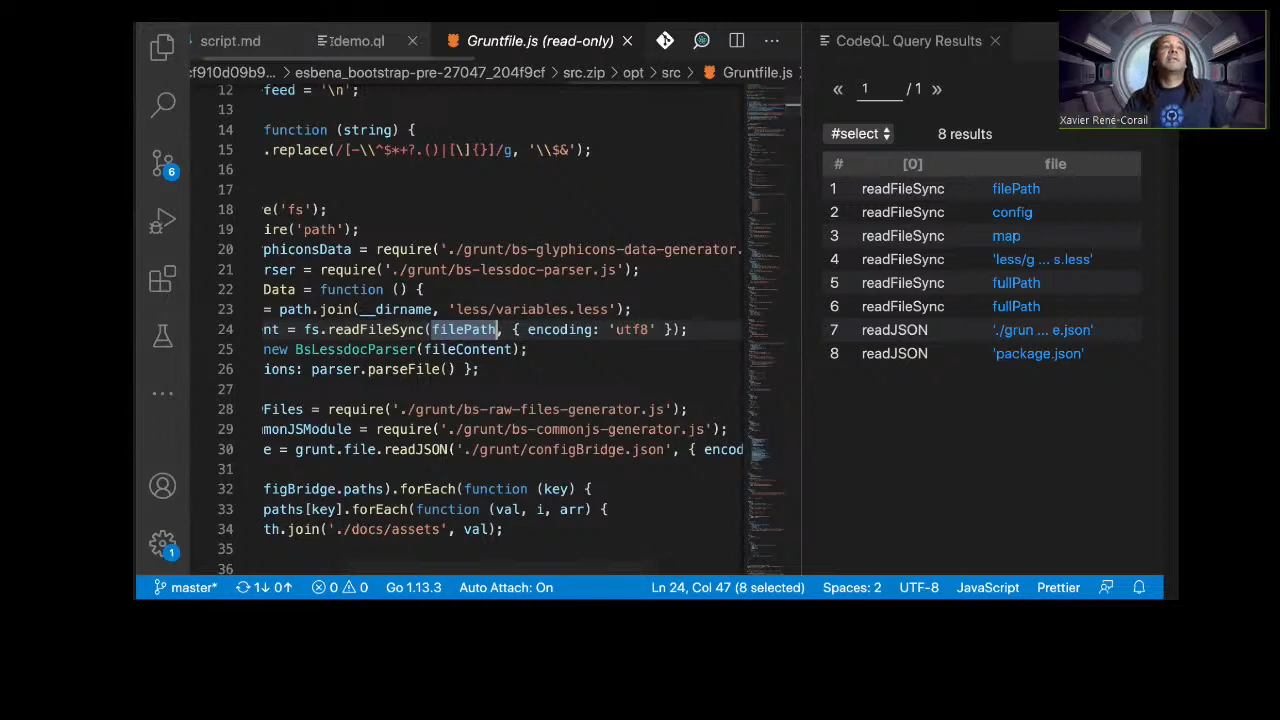 script.md
demo.ql
Gruntfile.js (read-only)
CodeQL Query Results
cf910d09b9... esbena_bootstrap-pre-27047_204f9cf src.zip opt src Gruntfile.js
12 feed = '\n';
13
14 function (string) {
15 .replace(/[-\\^$*+?.()|[\]{}]/g, '\\$&');
16
17
18 e('fs');
19 ire('path');
20 phiconsData = require('./grunt/bs-glyphicons-data-generator.
21 rser = require('./grunt/bs-lessdoc-parser.js');
22 Data = function () {
23 = path.join(__dirname, 'less/variables.less');
24 nt = fs.readFileSync(filePath, { encoding: 'utf8' });
25 new BsLessdocParser(fileContent);
26 ions: parser.parseFile() };
27
28 Files = require('./grunt/bs-raw-files-generator.js');
29 monJSModule = require('./grunt/bs-commonjs-generator.js');
30 e = grunt.file.readJSON('./grunt/configBridge.json', { encod
31
32 figBridge.paths).forEach(function (key) {
33 paths[key].forEach(function (val, i, arr) {
34 th.join('./docs/assets', val);
35
36
« 1 / 1 »
#select 8 results
# [0] file
1 readFileSync filePath
2 readFileSync config
3 readFileSync map
4 readFileSync 'less/g ... s.less'
5 readFileSync fullPath
6 readFileSync fullPath
7 readJSON './grun ... e.json'
8 readJSON 'package.json'
Xavier René-Corail
6
1
master* 1↓ 0↑ 0 0 Go 1.13.3 Auto Attach: On Ln 24, Col 47 (8 selected) Spaces: 2 UTF-8 JavaScript Prettier